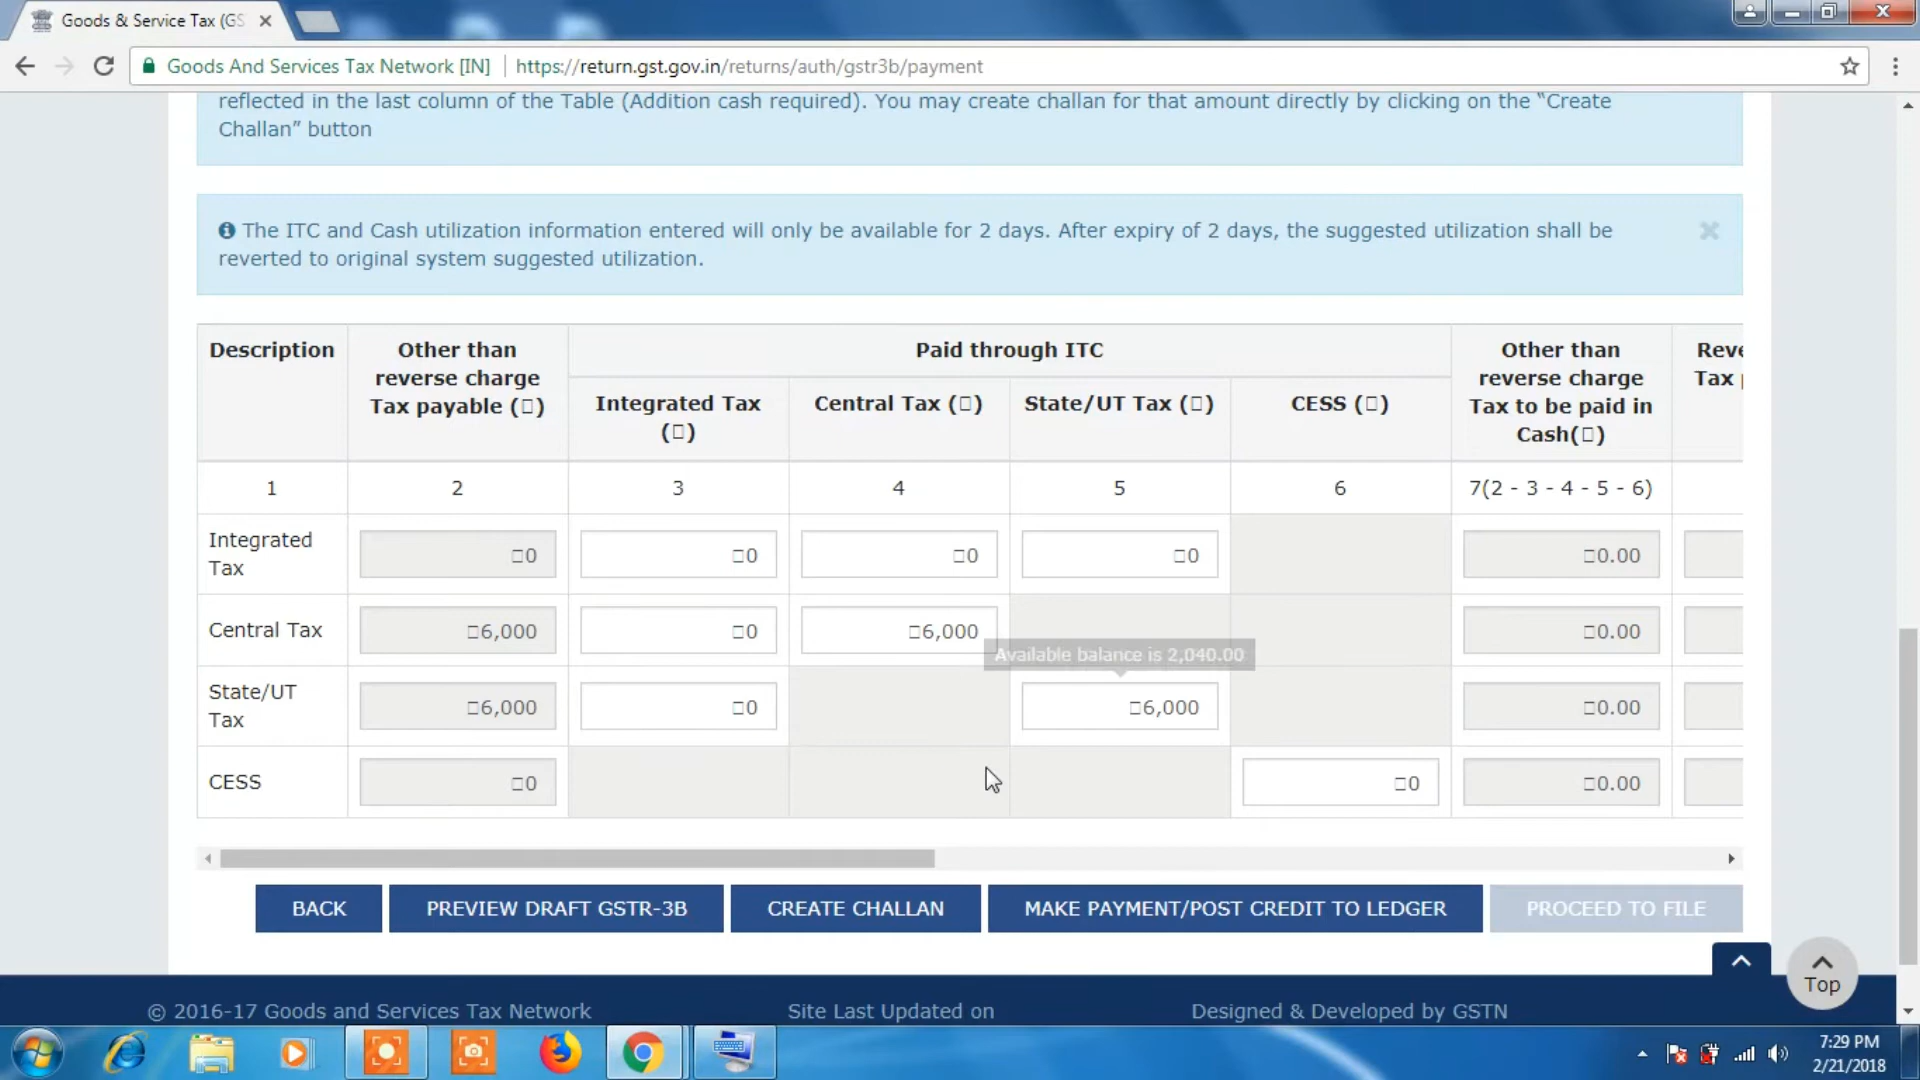 Goods & Service Tax (GS
Goods And Services Tax Network [IN]
https://return.gst.gov.in/returns/auth/gstr3b/payment
reflected in the last column of the Table (Addition cash required). You may create challan for that amount directly by clicking on the "Create
Challan" button
The ITC and Cash utilization information entered will only be available for 2 days. After expiry of 2 days, the suggested utilization shall be
reverted to original system suggested utilization.
Description
Other than
reverse charge
Tax payable (▯)
Paid through ITC
Integrated Tax
(▯)
Central Tax (▯)
State/UT Tax (▯)
CESS (▯)
Other than
reverse charge
Tax to be paid in
Cash(▯)
Reve
Tax p
1 2 3 4 5 6 7(2 - 3 - 4 - 5 - 6)
Integrated
Tax
▯0 ▯0 ▯0 ▯0 ▯0.00
Central Tax ▯6,000 ▯0 ▯6,000 ▯0.00
Available balance is 2,040.00
State/UT
Tax
▯6,000 ▯0 ▯6,000 ▯0.00
CESS ▯0 ▯0 ▯0.00
BACK
PREVIEW DRAFT GSTR-3B
CREATE CHALLAN
MAKE PAYMENT/POST CREDIT TO LEDGER
PROCEED TO FILE
Top
© 2016-17 Goods and Services Tax Network
Site Last Updated on
Designed & Developed by GSTN
7:29 PM
2/21/2018